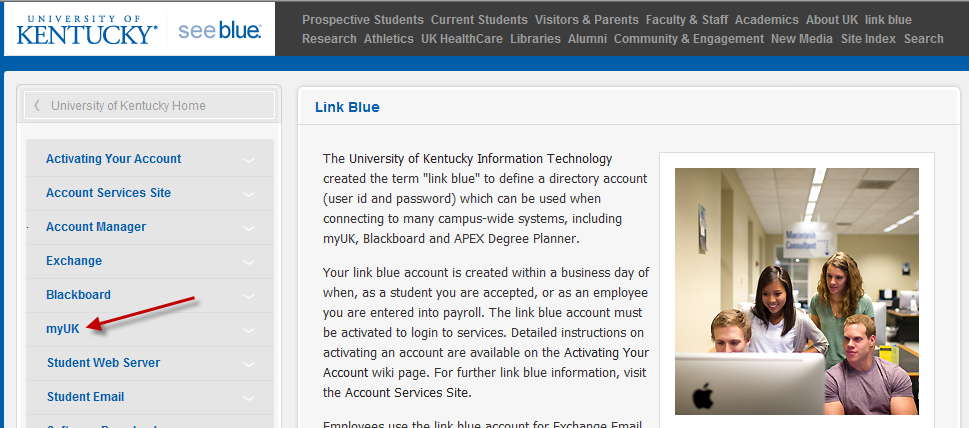 UNIVERSITY OF
KENTUCKY®
see blue.
Prospective Students Current Students Visitors & Parents Faculty & Staff Academics About UK link blue
Research Athletics UK HealthCare Libraries Alumni Community & Engagement New Media Site Index Search
University of Kentucky Home
Activating Your Account
Account Services Site
Account Manager
Exchange
Blackboard
myUK
Student Web Server
Student Email
Link Blue
The University of Kentucky Information Technology
created the term "link blue" to define a directory account
(user id and password) which can be used when
connecting to many campus-wide systems, including
myUK, Blackboard and APEX Degree Planner.
Your link blue account is created within a business day of
when, as a student you are accepted, or as an employee
you are entered into payroll. The link blue account must
be activated to login to services. Detailed instructions on
activating an account are available on the Activating Your
Account wiki page. For further link blue information, visit
the Account Services Site.
Employees use the link blue account for Exchange Email
Macintosh
Consultant